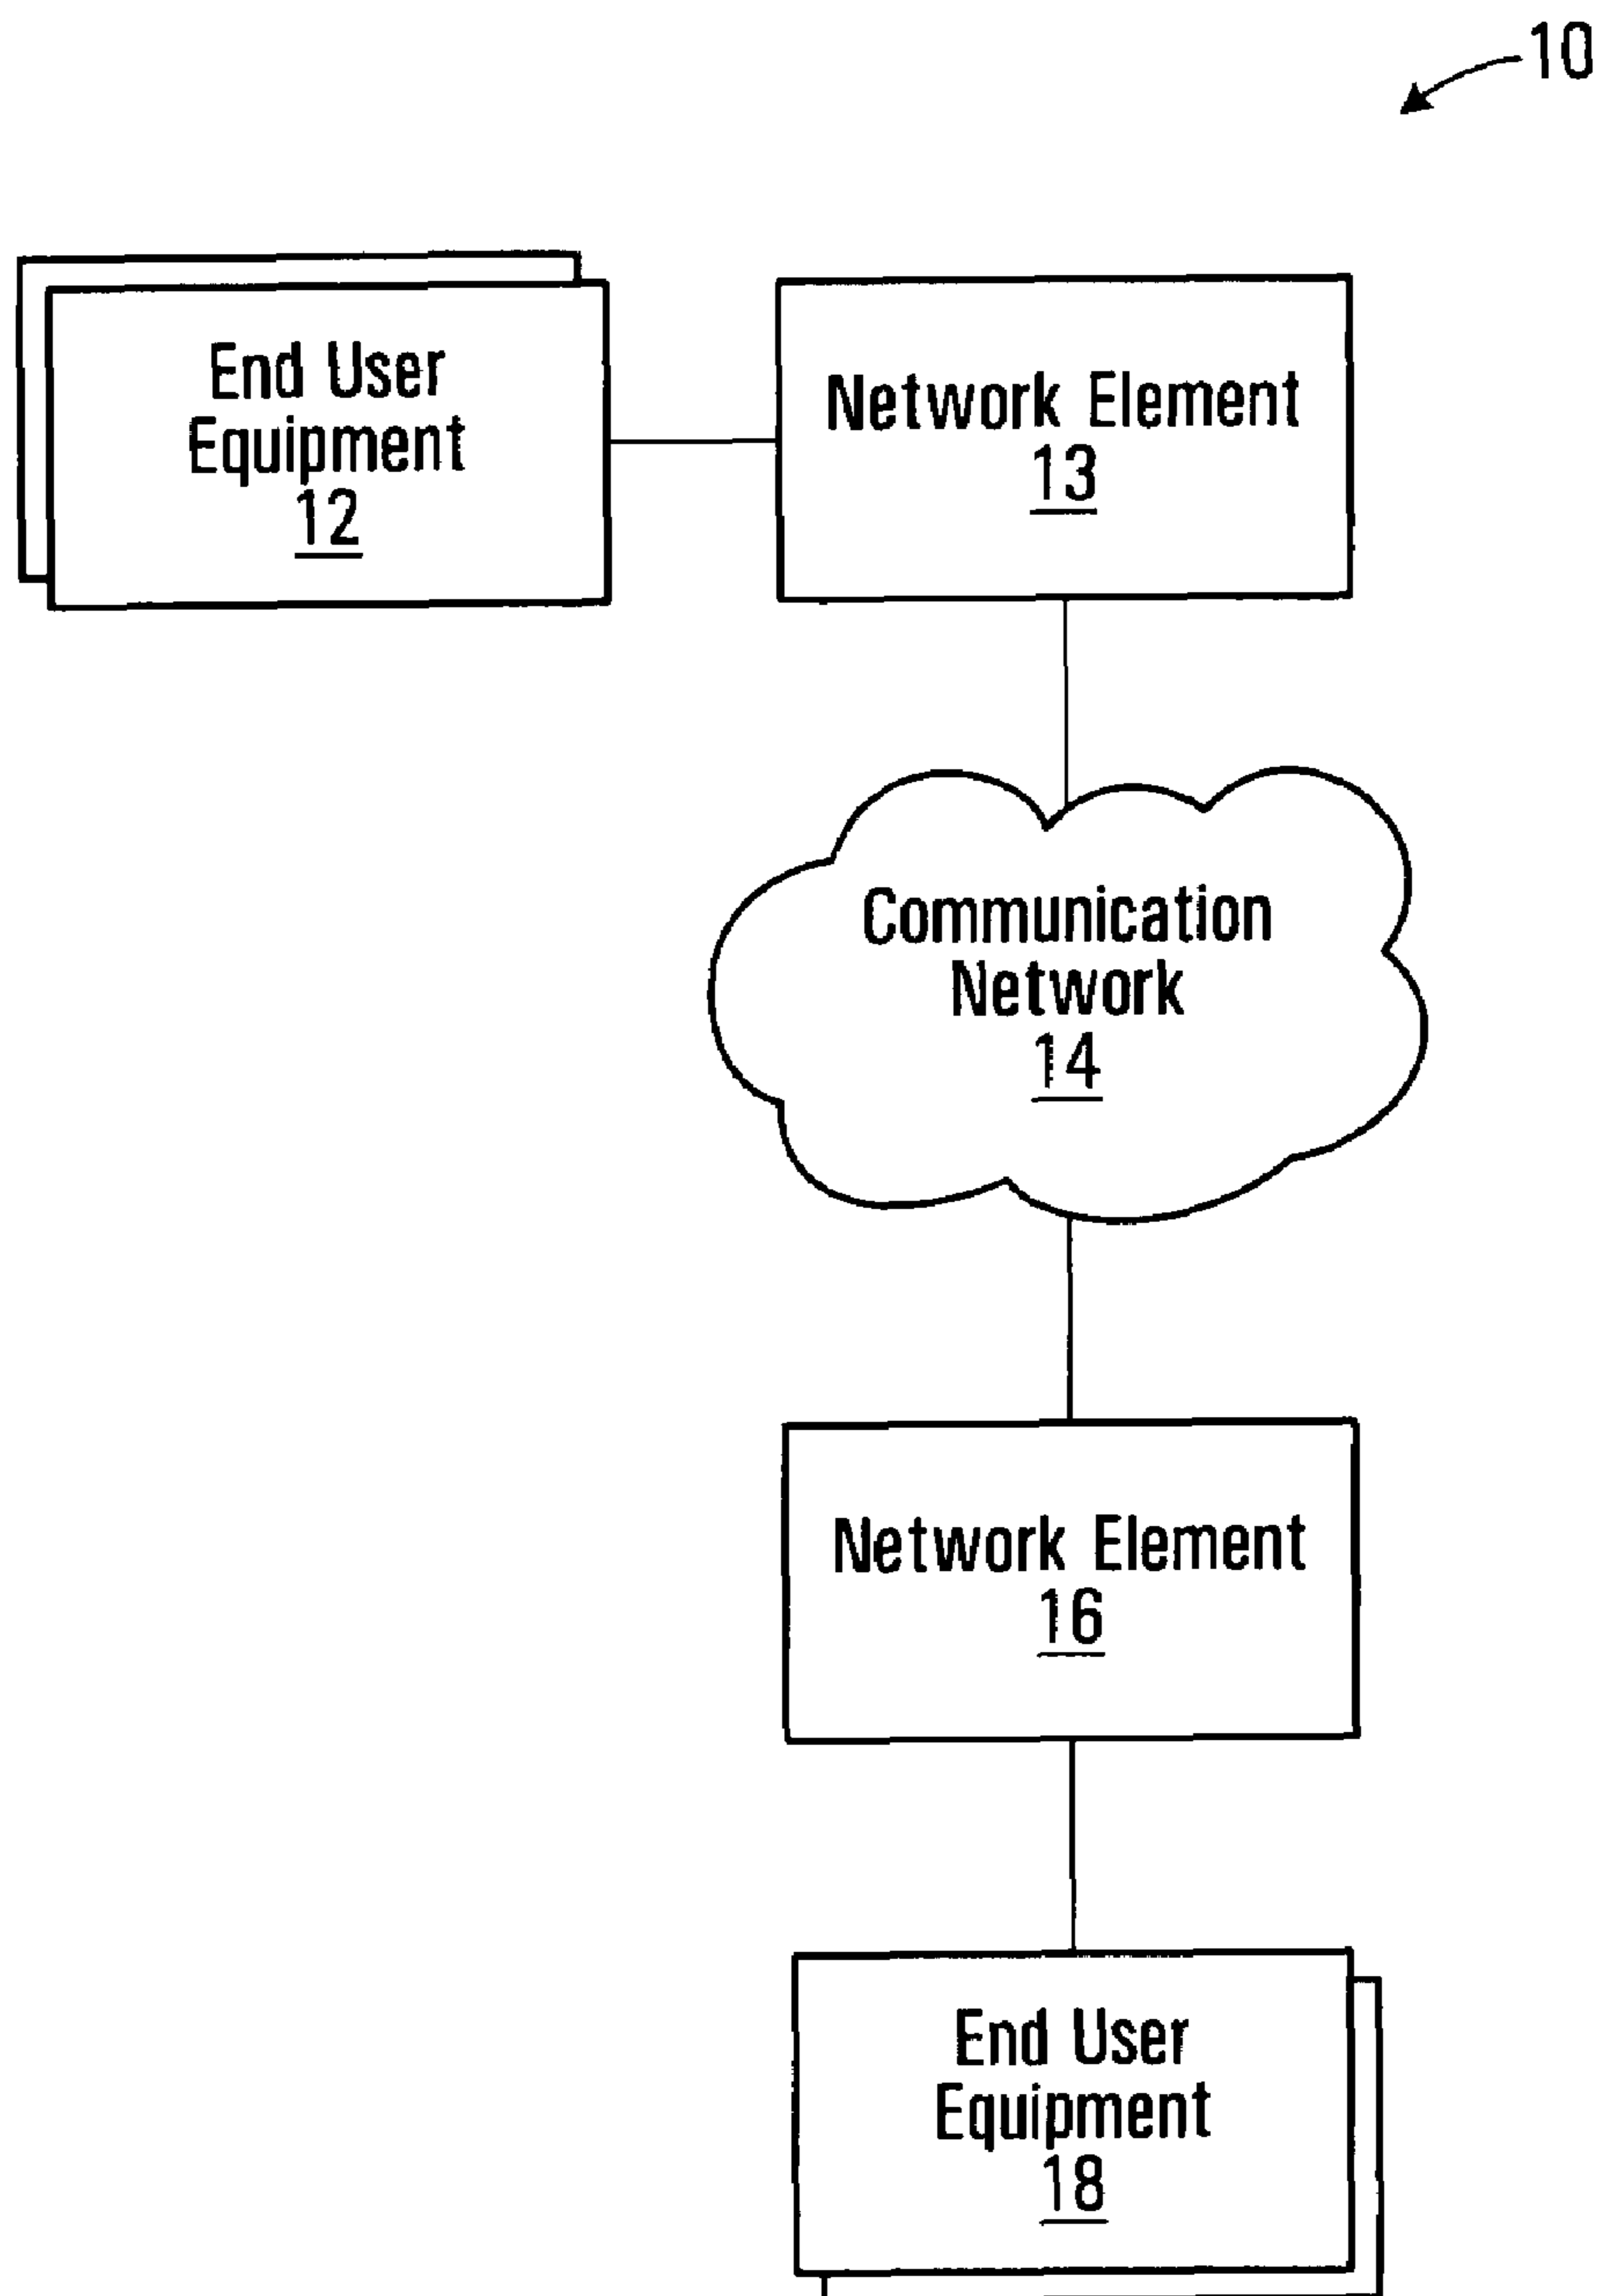 10
End User
Equipment
12
Network Element
13
Communication
Network
14
Network Element
16
End User
Equipment
18